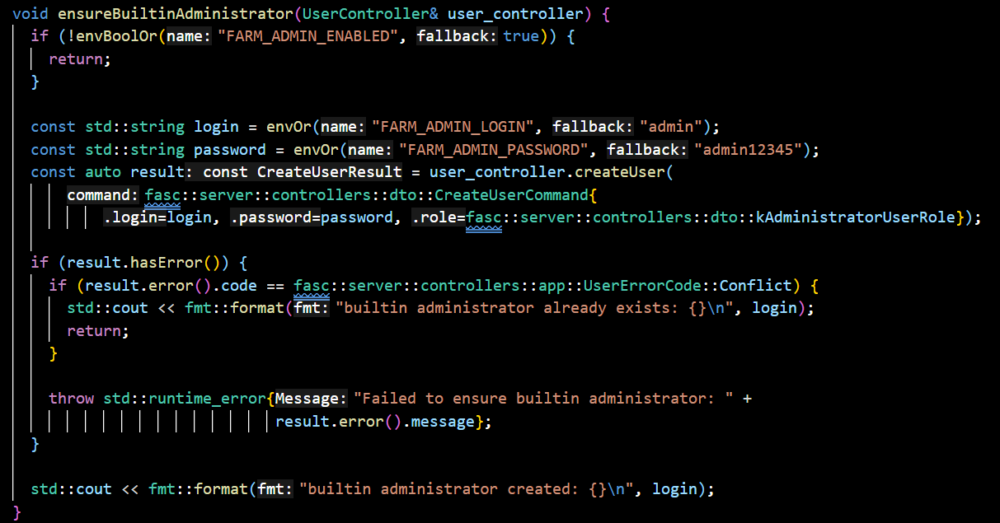 void ensureBuiltinAdministrator(UserController& user_controller) {
if (!envBoolOr(name: "FARM_ADMIN_ENABLED", fallback: true)) {
return;
}
const std::string login = envOr(name: "FARM_ADMIN_LOGIN", fallback: "admin");
const std::string password = envOr(name: "FARM_ADMIN_PASSWORD", fallback: "admin12345");
const auto result: const CreateUserResult = user_controller.createUser(
command: fasc::server::controllers::dto::CreateUserCommand{
.login=login, .password=password, .role=fasc::server::controllers::dto::kAdministratorUserRole});
if (result.hasError()) {
if (result.error().code == fasc::server::controllers::app::UserErrorCode::Conflict) {
std::cout << fmt::format(fmt: "builtin administrator already exists: {}\n", login);
return;
}
throw std::runtime_error{Message: "Failed to ensure builtin administrator: " +
result.error().message};
}
std::cout << fmt::format(fmt: "builtin administrator created: {}\n", login);
}